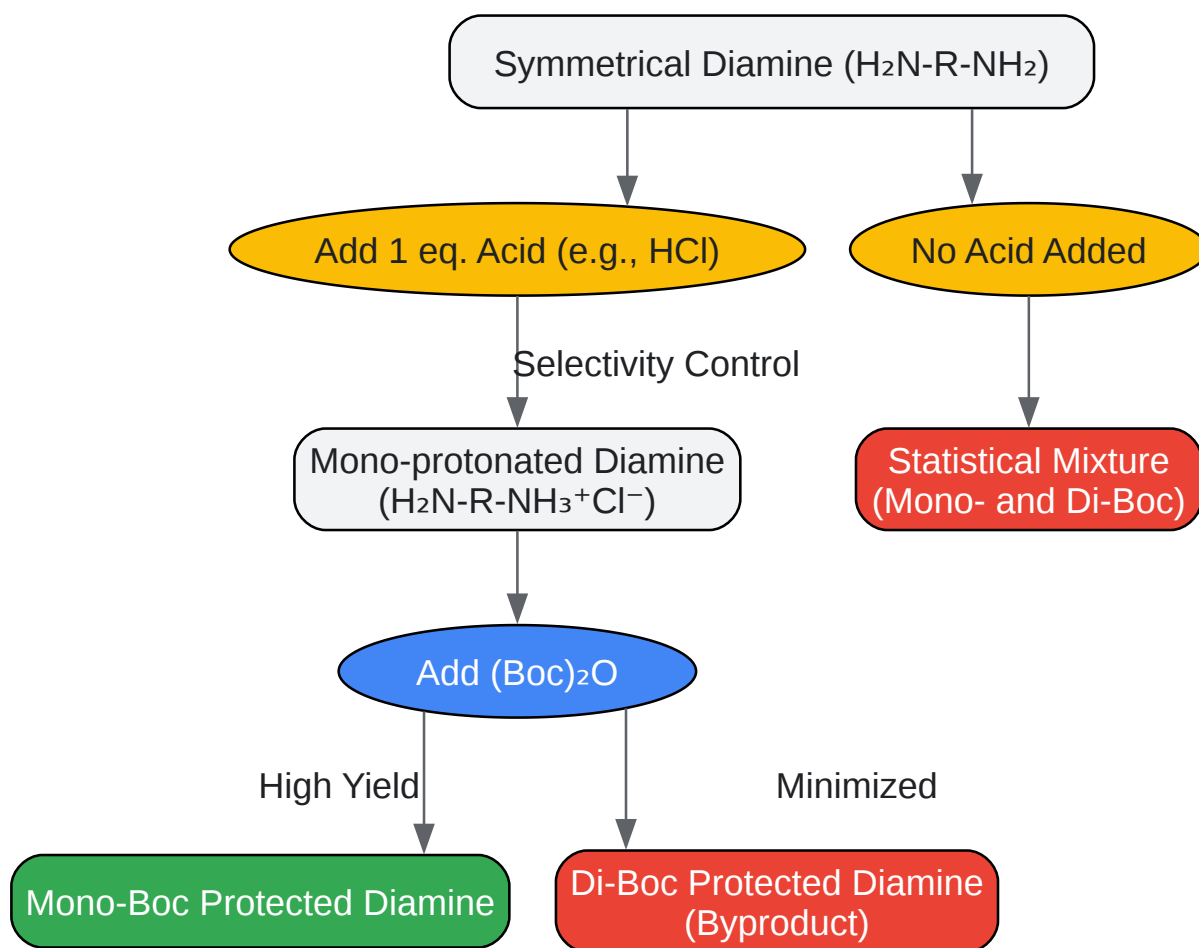 Symmetrical Diamine (H₂N-R-NH₂)
Add 1 eq. Acid (e.g., HCl)
No Acid Added
Selectivity Control
Mono-protonated Diamine
(H₂N-R-NH₃⁺Cl⁻)
Statistical Mixture
(Mono- and Di-Boc)
Add (Boc)₂O
High Yield
Minimized
Mono-Boc Protected Diamine
Di-Boc Protected Diamine
(Byproduct)